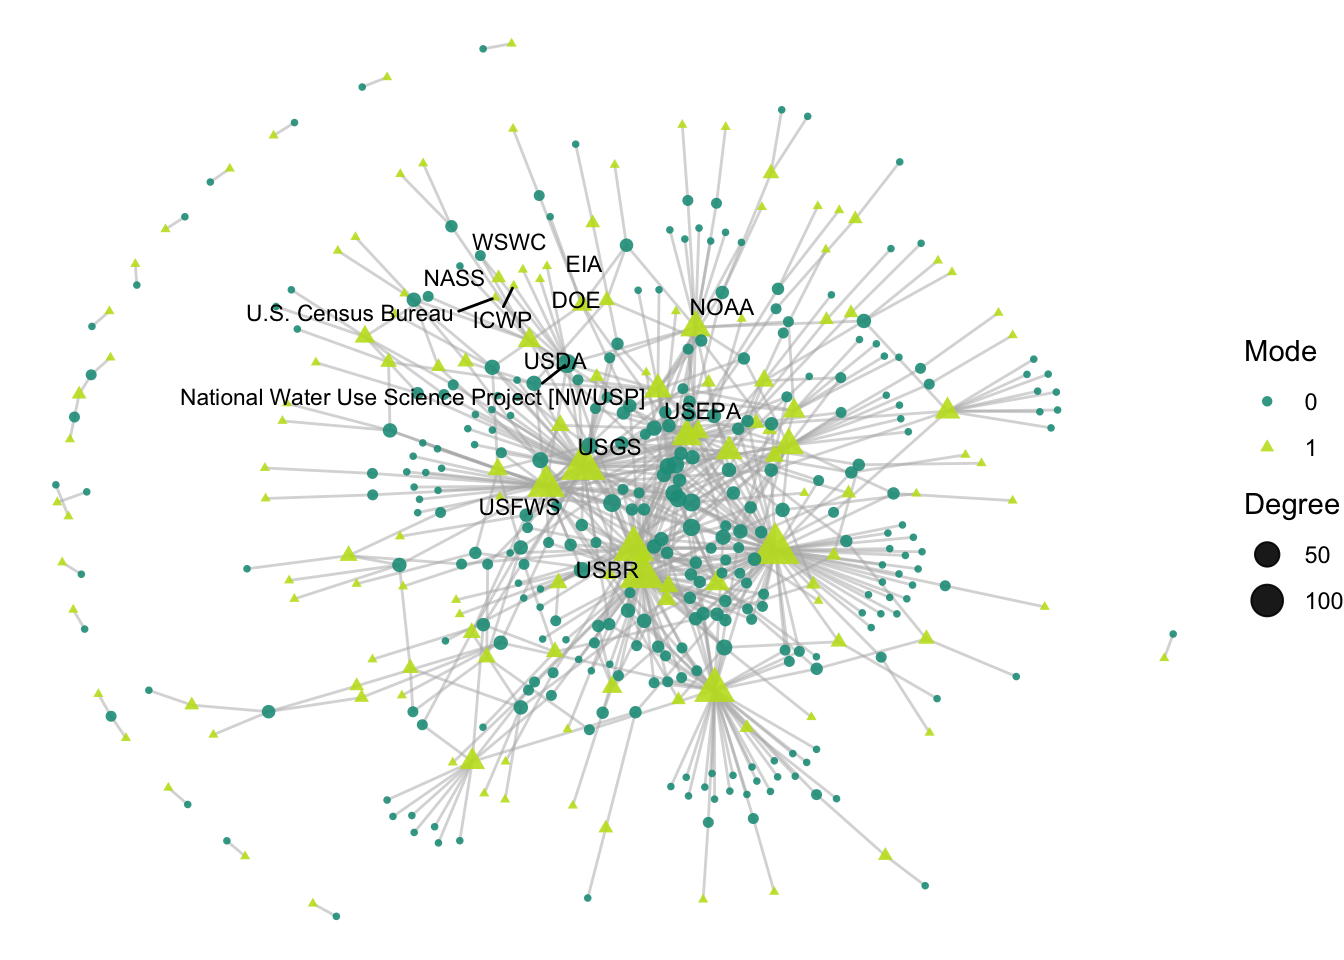 WSWC
EIA
NASS
DOE
NOAA
U.S. Census Bureau
ICWP
USDA
National Water Use Science Project [NWUSP]
USEPA
USGS
USFWS
USBR
Mode
0
1
Degree
50
100